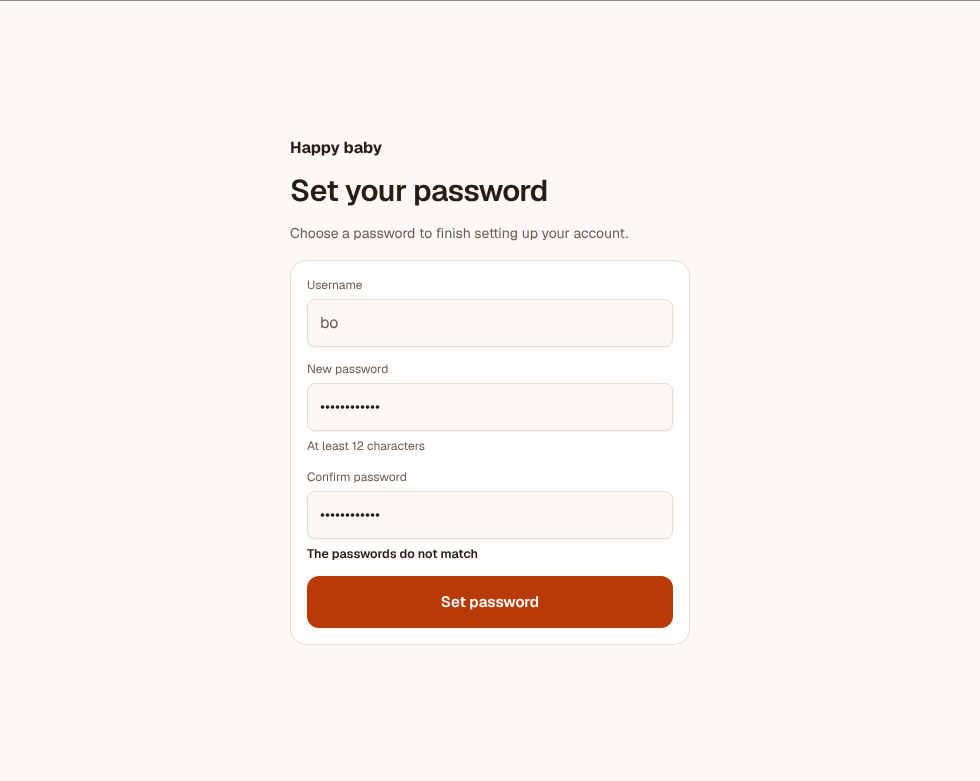 Happy baby
Set your password
Choose a password to finish setting up your account.
Username
bo
New password
••••••••••••
At least 12 characters
Confirm password
••••••••••••
The passwords do not match
Set password